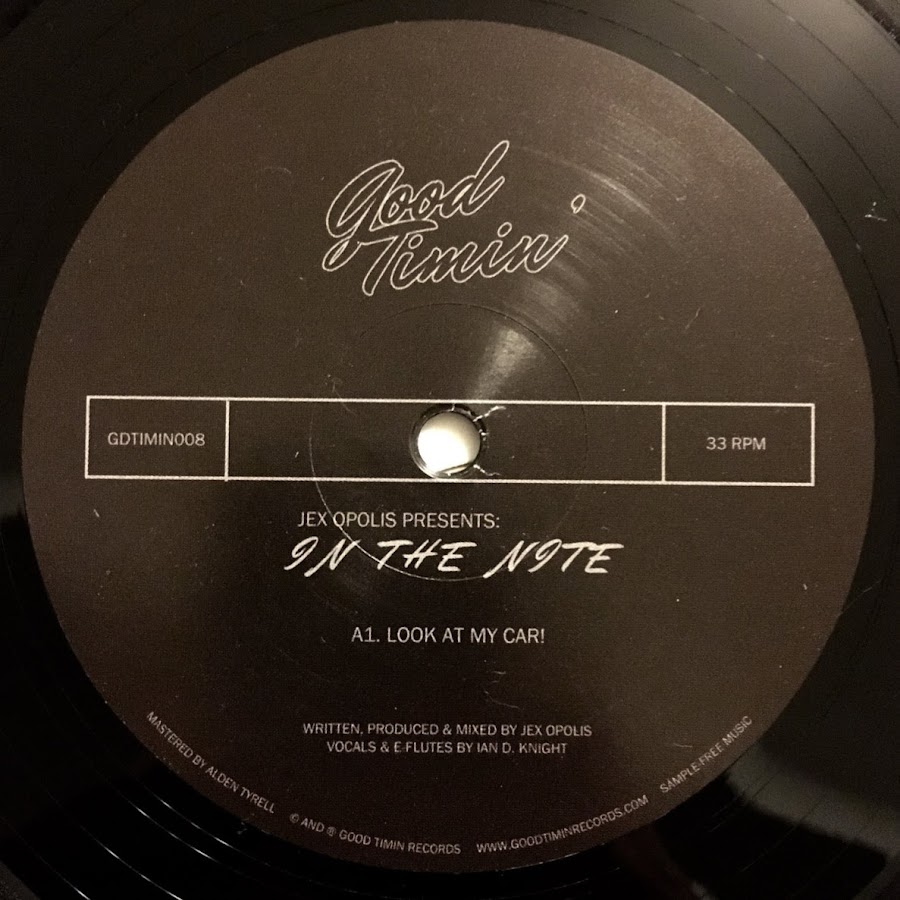 Good
Timin'
GDTIMIN008
33 RPM
JEX OPOLIS PRESENTS:
IN THE NITE
A1. LOOK AT MY CAR!
WRITTEN, PRODUCED & MIXED BY JEX OPOLIS
VOCALS & E-FLUTES BY IAN D. KNIGHT
MASTERED BY ALDEN TYRELL
© AND ® GOOD TIMIN RECORDS
WWW.GOODTIMINRECORDS.COM
SAMPLE-FREE MUSIC